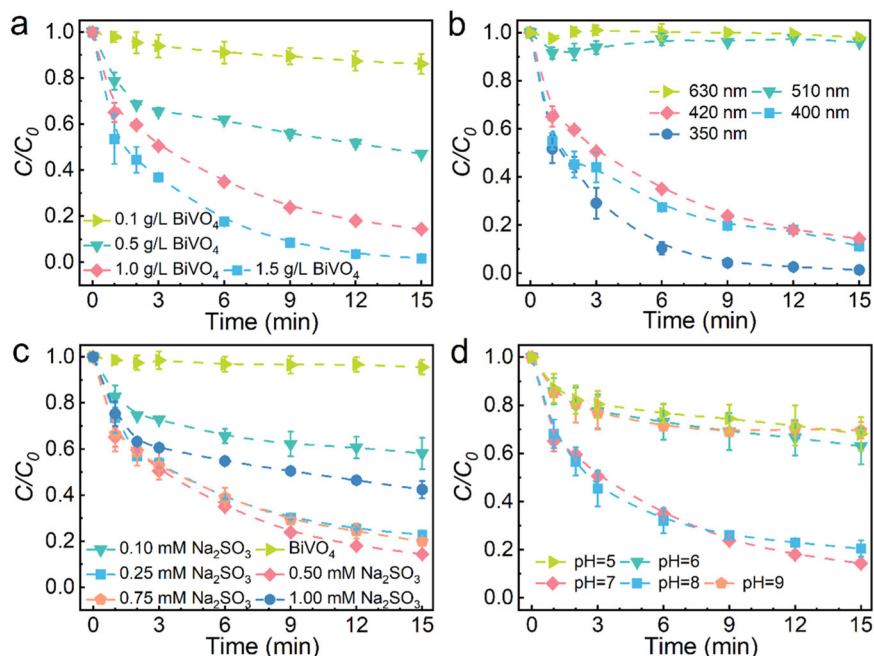 a
1.0
0.8
0.6
0.4
0.2
0.0
C/C₀
0.1 g/L BiVO₄
0.5 g/L BiVO₄
1.0 g/L BiVO₄ 1.5 g/L BiVO₄
0 3 6 9 12 15
Time (min)
b
1.0
0.8
0.6
0.4
0.2
0.0
C/C₀
630 nm 510 nm
420 nm 400 nm
350 nm
0 3 6 9 12 15
Time (min)
c
1.0
0.8
0.6
0.4
0.2
0.0
C/C₀
0.10 mM Na₂SO₃ BiVO₄
0.25 mM Na₂SO₃ 0.50 mM Na₂SO₃
0.75 mM Na₂SO₃ 1.00 mM Na₂SO₃
0 3 6 9 12 15
Time (min)
d
1.0
0.8
0.6
0.4
0.2
0.0
C/C₀
pH=5 pH=6
pH=7 pH=8 pH=9
0 3 6 9 12 15
Time (min)